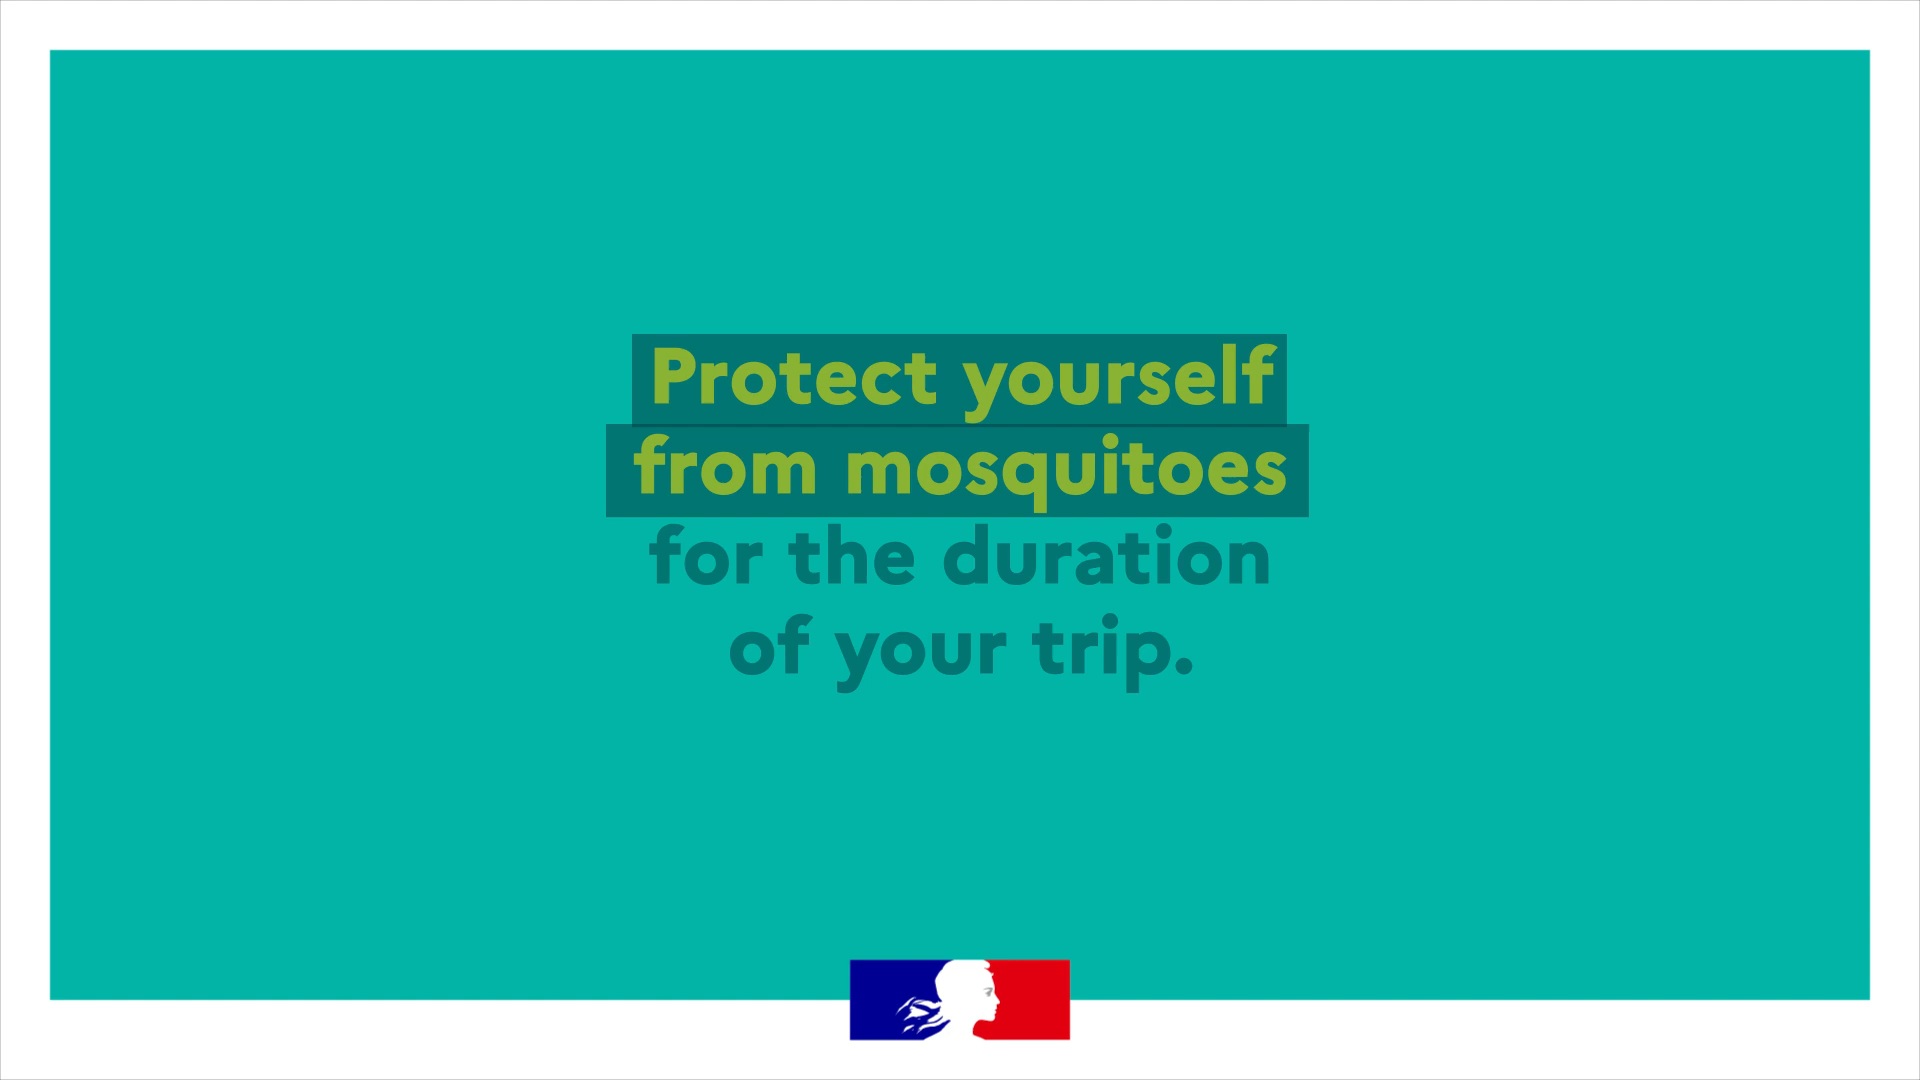 Protect yourself
from mosquitoes
for the duration
of your trip.